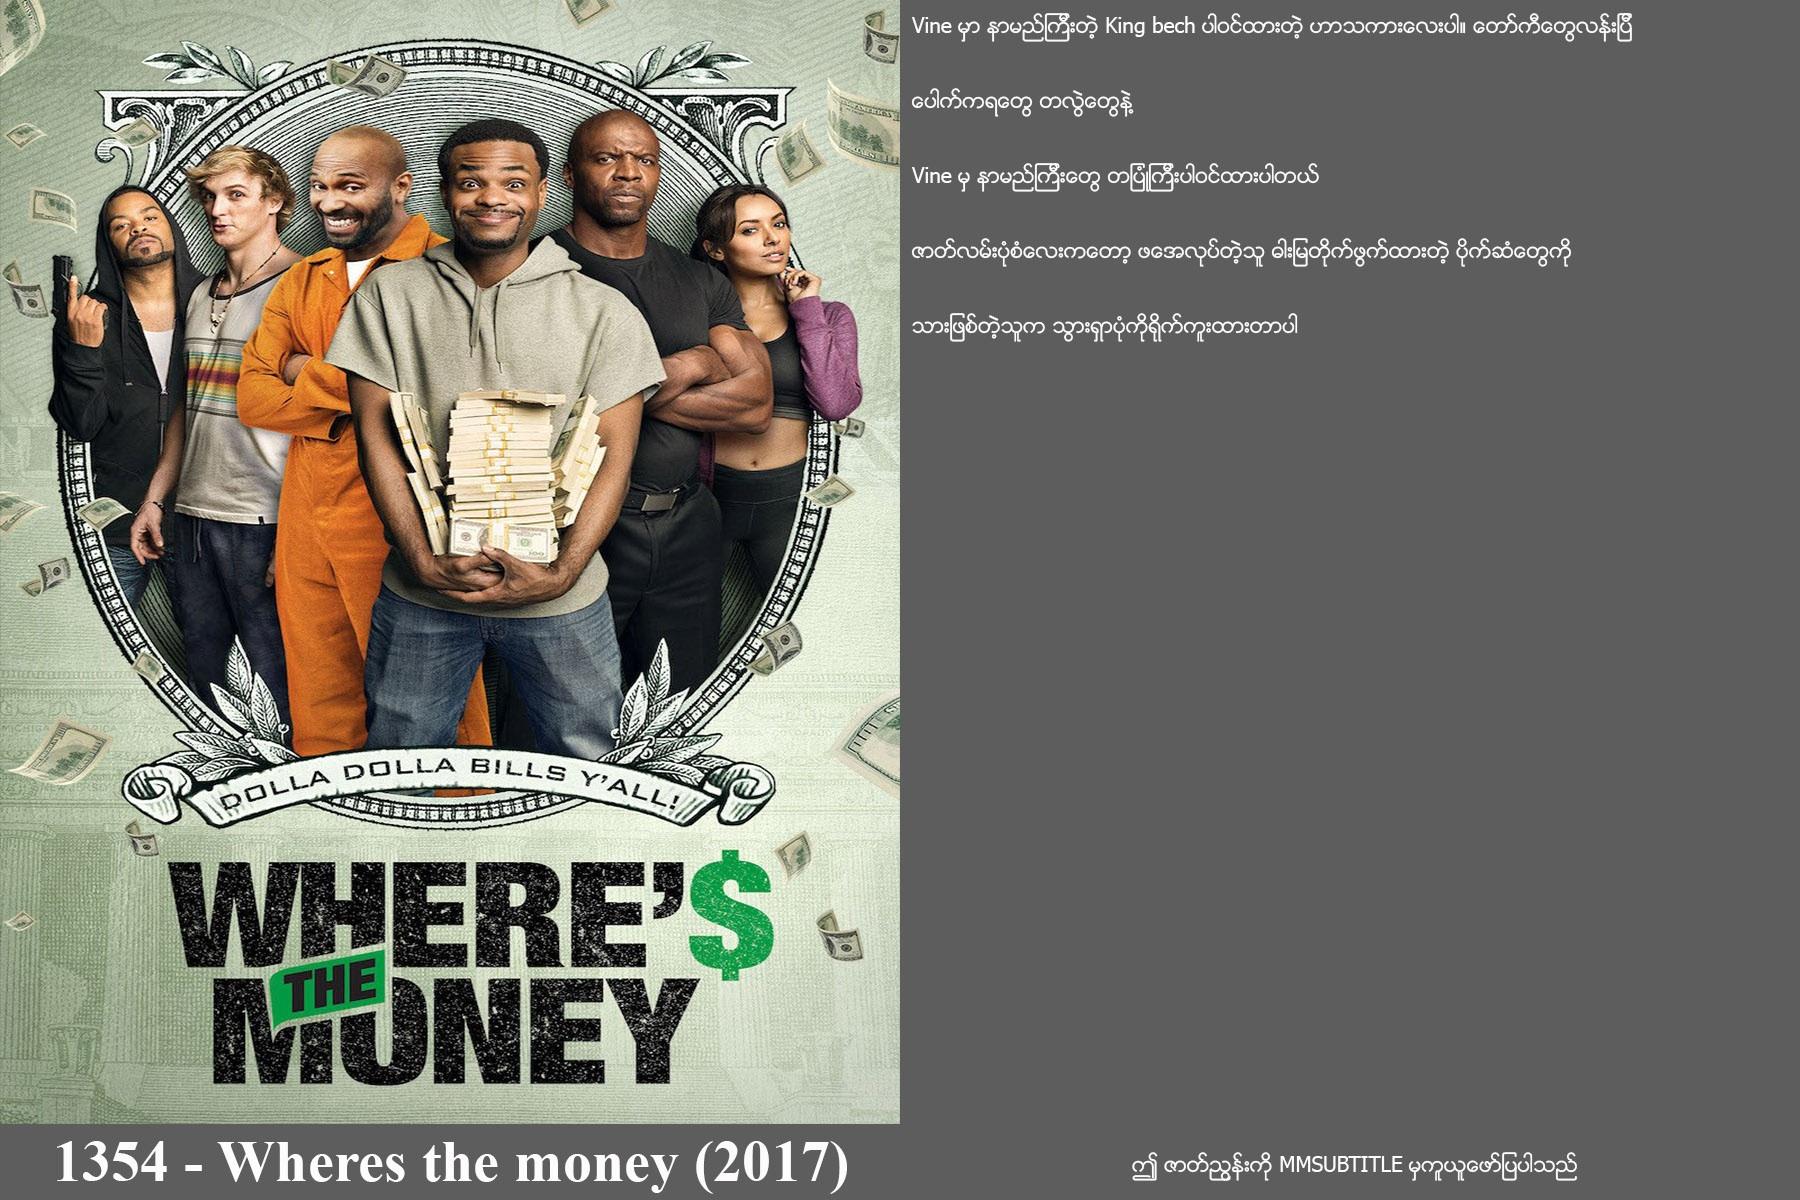 Vine မှာ နာမည်ကြီးတဲ့ King bech ပါဝင်ထားတဲ့ ဟာသကားလေးပါ။ တော်ကီတွေလန်းပြီ
ပေါက်ကရတွေ တလွဲတွေနဲ့
Vine မှ နာမည်ကြီးတွေ တပြုံကြီးပါဝင်ထားပါတယ်
ဇာတ်လမ်းပုံစံလေးကတော့ ဖအေလုပ်တဲ့သူ ဓါးမြတိုက်ဖွက်ထားတဲ့ ပိုက်ဆံတွေကို
သားဖြစ်တဲ့သူက သွားရှာပုံကိုရိုက်ကူးထားတာပါ
DOLLA DOLLA BILLS Y'ALL!
WHERE'$
THE
MONEY
1354 - Wheres the money (2017)
ဤ ဇာတ်ညွှန်းကို MMSUBTITLE မှကူယူဖော်ပြပါသည်